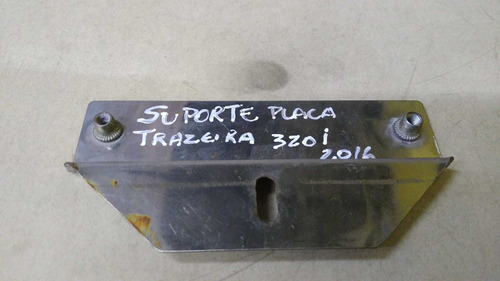 SUPORTE PLACA
TRAZEIRA 320i
2016